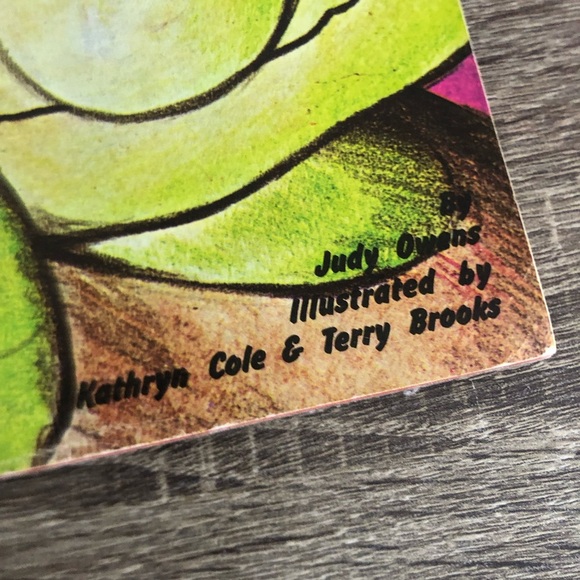 By
Judy Owens
Illustrated by
Kathryn Cole & Terry Brooks